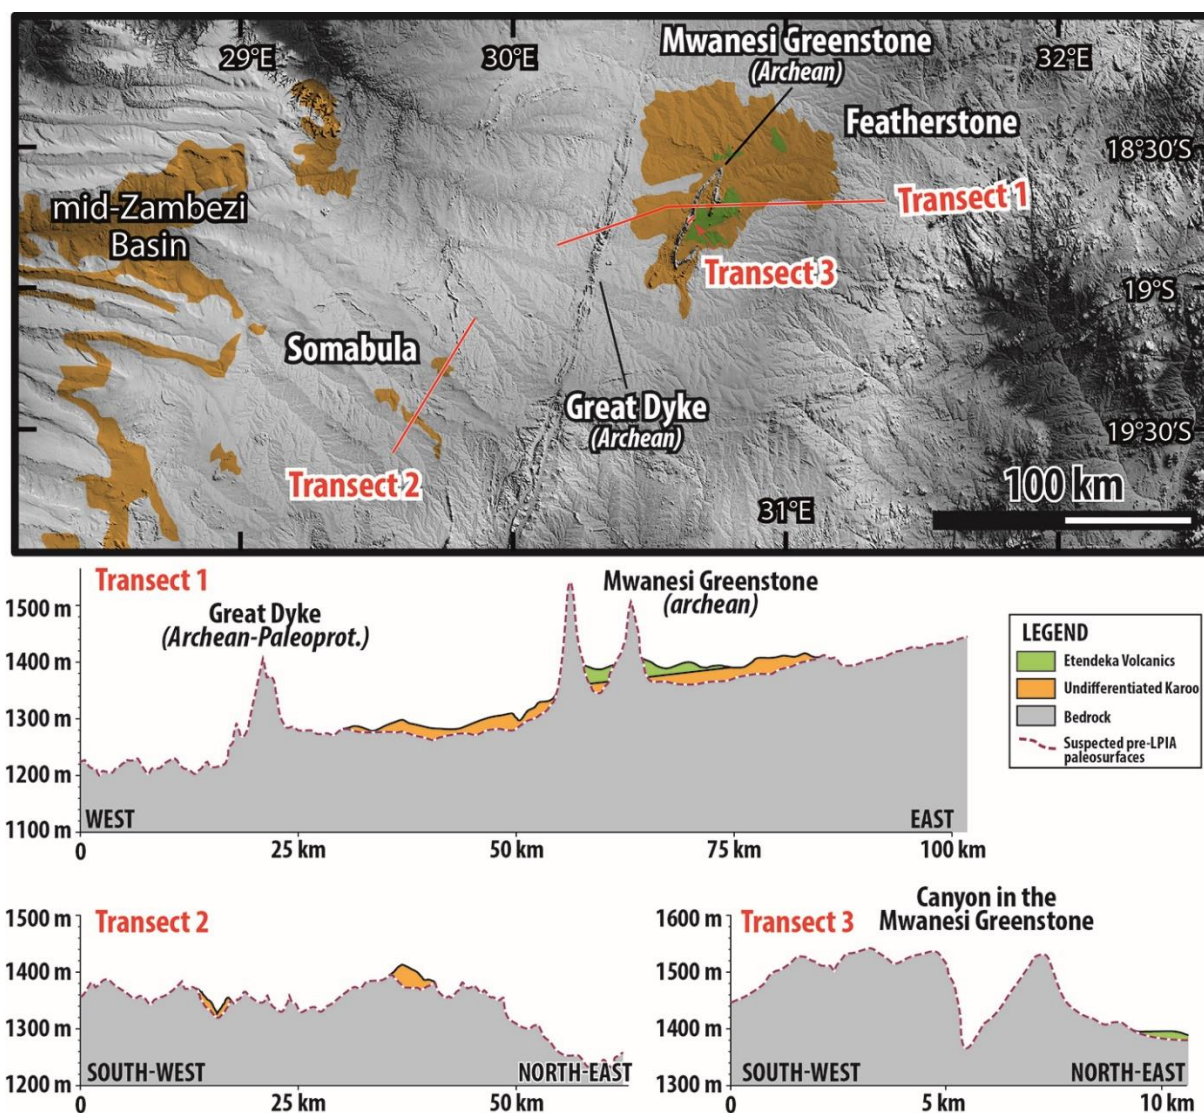 29°E
30°E
Mwanesi Greenstone
(Archean)
32°E
Featherstone
18°30'S
mid-Zambezi
Basin
Transect 1
Transect 3
19°S
Somabula
Great Dyke
(Archean)
19°30'S
Transect 2
100 km
31°E
Transect 1
1500 m
1400 m
1300 m
1200 m
1100 m
Great Dyke
(Archean-Paleoprot.)
Mwanesi Greenstone
(archean)
WEST
EAST
0
25 km
50 km
75 km
100 km
LEGEND
Etendeka Volcanics
Undifferentiated Karoo
Bedrock
Suspected pre-LPIA
paleosurfaces
Transect 2
1500 m
1400 m
1300 m
1200 m
SOUTH-WEST
NORTH-EAST
0
25 km
50 km
Transect 3
Canyon in the
Mwanesi Greenstone
1600 m
1500 m
1400 m
1300 m
SOUTH-WEST
NORTH-EAST
0
5 km
10 km